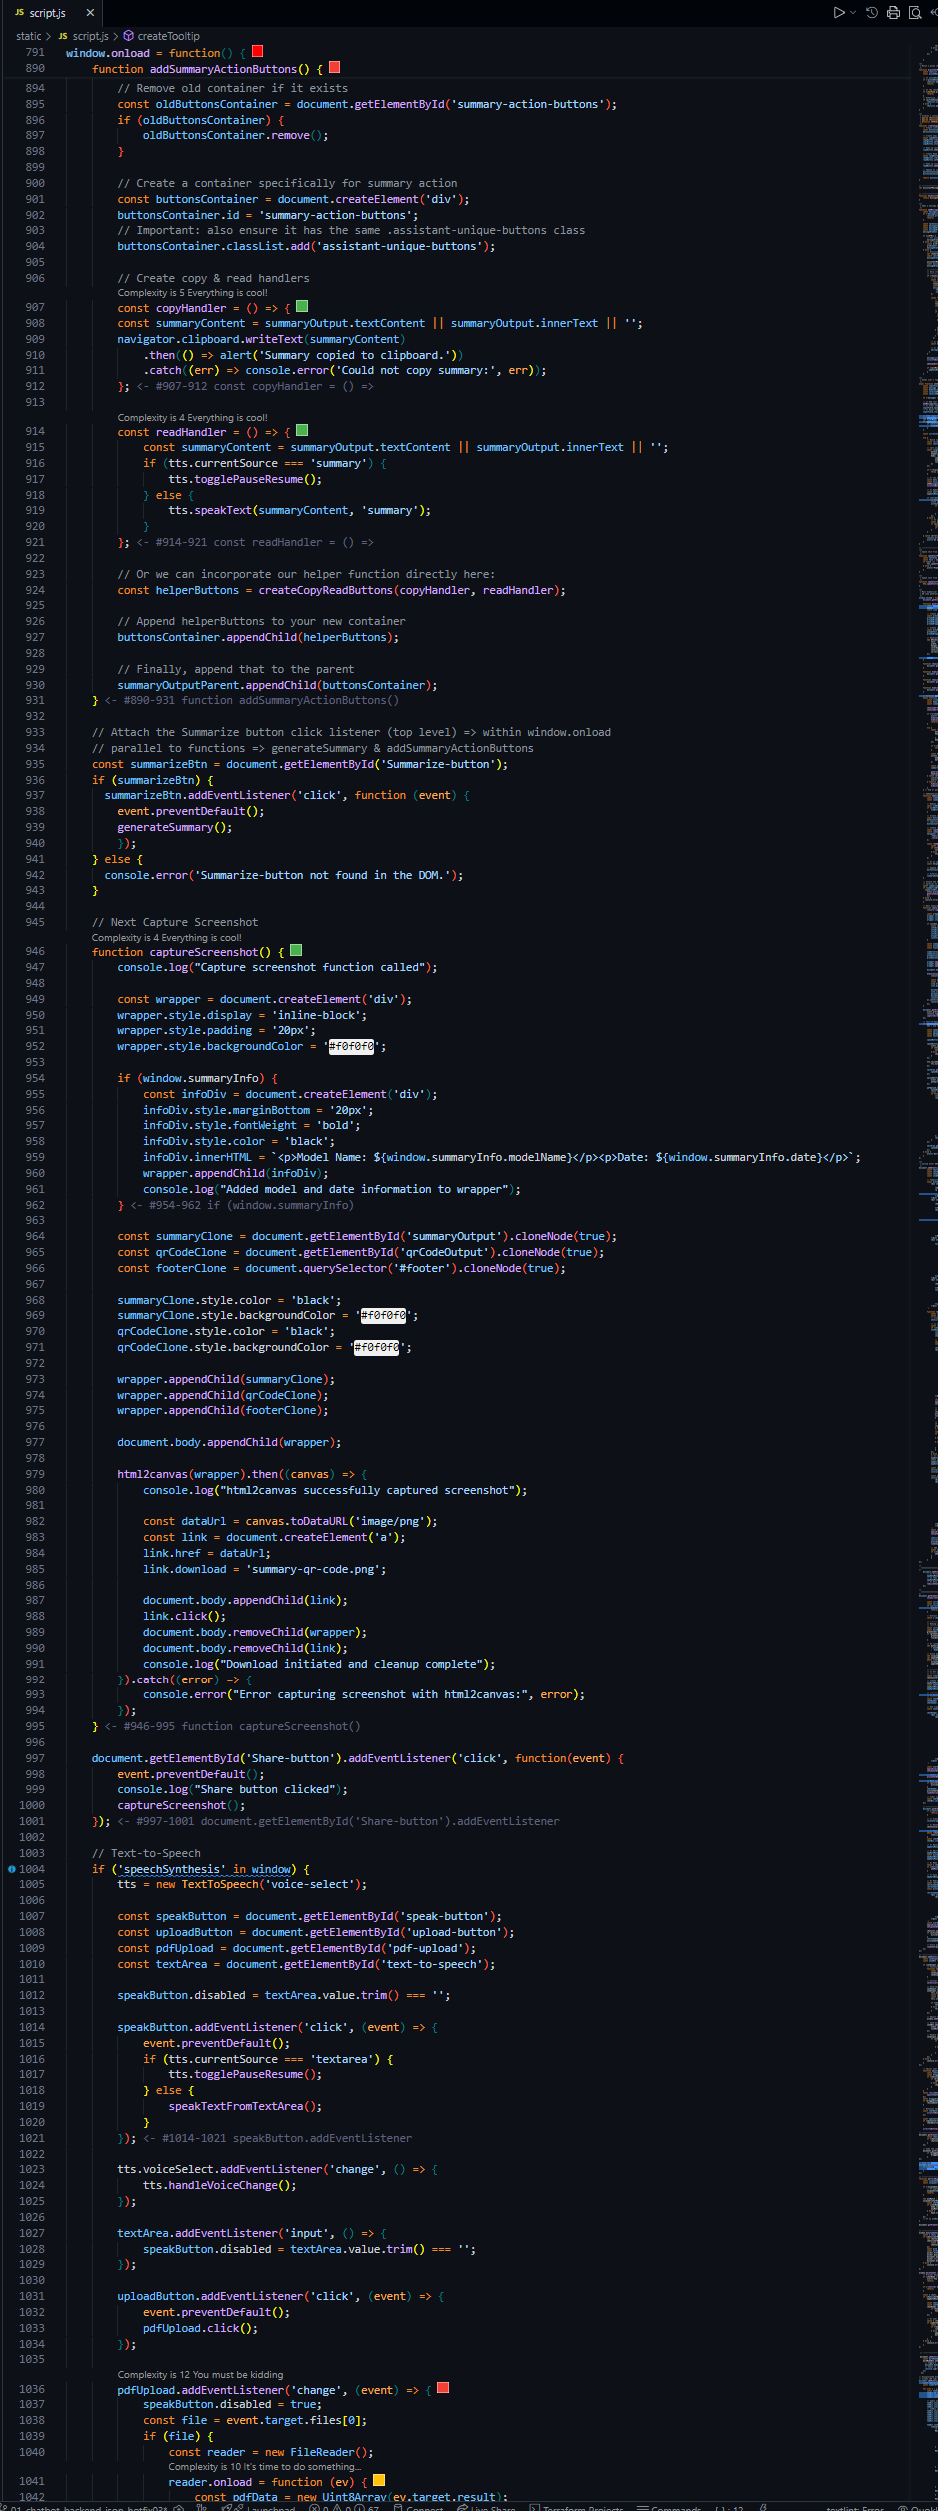 JS script.js ×
static > JS script.js > createTooltip
791 window.onload = function() {
890 function addSummaryActionButtons() {
894 // Remove old container if it exists
895 const oldButtonsContainer = document.getElementById('summary-action-buttons');
896 if (oldButtonsContainer) {
897 oldButtonsContainer.remove();
898 }
899
900 // Create a container specifically for summary action
901 const buttonsContainer = document.createElement('div');
902 buttonsContainer.id = 'summary-action-buttons';
903 // Important: also ensure it has the same .assistant-unique-buttons class
904 buttonsContainer.classList.add('assistant-unique-buttons');
905
906 // Create copy & read handlers
Complexity is 5 Everything is cool!
907 const copyHandler = () => {
908 const summaryContent = summaryOutput.textContent || summaryOutput.innerText || '';
909 navigator.clipboard.writeText(summaryContent)
910 .then(() => alert('Summary copied to clipboard.'))
911 .catch((err) => console.error('Could not copy summary:', err));
912 }; <- #907-912 const copyHandler = () =>
913
Complexity is 4 Everything is cool!
914 const readHandler = () => {
915 const summaryContent = summaryOutput.textContent || summaryOutput.innerText || '';
916 if (tts.currentSource === 'summary') {
917 tts.togglePauseResume();
918 } else {
919 tts.speakText(summaryContent, 'summary');
920 }
921 }; <- #914-921 const readHandler = () =>
922
923 // Or we can incorporate our helper function directly here:
924 const helperButtons = createCopyReadButtons(copyHandler, readHandler);
925
926 // Append helperButtons to your new container
927 buttonsContainer.appendChild(helperButtons);
928
929 // Finally, append that to the parent
930 summaryOutputParent.appendChild(buttonsContainer);
931 } <- #890-931 function addSummaryActionButtons()
932
933 // Attach the Summarize button click listener (top level) => within window.onload
934 // parallel to functions => generateSummary & addSummaryActionButtons
935 const summarizeBtn = document.getElementById('Summarize-button');
936 if (summarizeBtn) {
937 summarizeBtn.addEventListener('click', function (event) {
938 event.preventDefault();
939 generateSummary();
940 });
941 } else {
942 console.error('Summarize-button not found in the DOM.');
943 }
944
945 // Next Capture Screenshot
Complexity is 4 Everything is cool!
946 function captureScreenshot() {
947 console.log("Capture screenshot function called");
948
949 const wrapper = document.createElement('div');
950 wrapper.style.display = 'inline-block';
951 wrapper.style.padding = '20px';
952 wrapper.style.backgroundColor = '#f0f0f0';
953
954 if (window.summaryInfo) {
955 const infoDiv = document.createElement('div');
956 infoDiv.style.marginBottom = '20px';
957 infoDiv.style.fontWeight = 'bold';
958 infoDiv.style.color = 'black';
959 infoDiv.innerHTML = `<p>Model Name: ${window.summaryInfo.modelName}</p><p>Date: ${window.summaryInfo.date}</p>`;
960 wrapper.appendChild(infoDiv);
961 console.log("Added model and date information to wrapper");
962 } <- #954-962 if (window.summaryInfo)
963
964 const summaryClone = document.getElementById('summaryOutput').cloneNode(true);
965 const qrCodeClone = document.getElementById('qrCodeOutput').cloneNode(true);
966 const footerClone = document.querySelector('#footer').cloneNode(true);
967
968 summaryClone.style.color = 'black';
969 summaryClone.style.backgroundColor = '#f0f0f0';
970 qrCodeClone.style.color = 'black';
971 qrCodeClone.style.backgroundColor = '#f0f0f0';
972
973 wrapper.appendChild(summaryClone);
974 wrapper.appendChild(qrCodeClone);
975 wrapper.appendChild(footerClone);
976
977 document.body.appendChild(wrapper);
978
979 html2canvas(wrapper).then((canvas) => {
980 console.log("html2canvas successfully captured screenshot");
981
982 const dataUrl = canvas.toDataURL('image/png');
983 const link = document.createElement('a');
984 link.href = dataUrl;
985 link.download = 'summary-qr-code.png';
986
987 document.body.appendChild(link);
988 link.click();
989 document.body.removeChild(wrapper);
990 document.body.removeChild(link);
991 console.log("Download initiated and cleanup complete");
992 }).catch((error) => {
993 console.error("Error capturing screenshot with html2canvas:", error);
994 });
995 } <- #946-995 function captureScreenshot()
996
997 document.getElementById('Share-button').addEventListener('click', function(event) {
998 event.preventDefault();
999 console.log("Share button clicked");
1000 captureScreenshot();
1001 }); <- #997-1001 document.getElementById('Share-button').addEventListener
1002
1003 // Text-to-Speech
1004 if ('speechSynthesis' in window) {
1005 tts = new TextToSpeech('voice-select');
1006
1007 const speakButton = document.getElementById('speak-button');
1008 const uploadButton = document.getElementById('upload-button');
1009 const pdfUpload = document.getElementById('pdf-upload');
1010 const textArea = document.getElementById('text-to-speech');
1011
1012 speakButton.disabled = textArea.value.trim() === '';
1013
1014 speakButton.addEventListener('click', (event) => {
1015 event.preventDefault();
1016 if (tts.currentSource === 'textarea') {
1017 tts.togglePauseResume();
1018 } else {
1019 speakTextFromTextArea();
1020 }
1021 }); <- #1014-1021 speakButton.addEventListener
1022
1023 tts.voiceSelect.addEventListener('change', () => {
1024 tts.handleVoiceChange();
1025 });
1026
1027 textArea.addEventListener('input', () => {
1028 speakButton.disabled = textArea.value.trim() === '';
1029 });
1030
1031 uploadButton.addEventListener('click', (event) => {
1032 event.preventDefault();
1033 pdfUpload.click();
1034 });
1035
Complexity is 12 You must be kidding
1036 pdfUpload.addEventListener('change', (event) => {
1037 speakButton.disabled = true;
1038 const file = event.target.files[0];
1039 if (file) {
1040 const reader = new FileReader();
Complexity is 10 It's time to do something...
1041 reader.onload = function (ev) {
1042 const pdfData = new Uint8Array(ev.target.result);